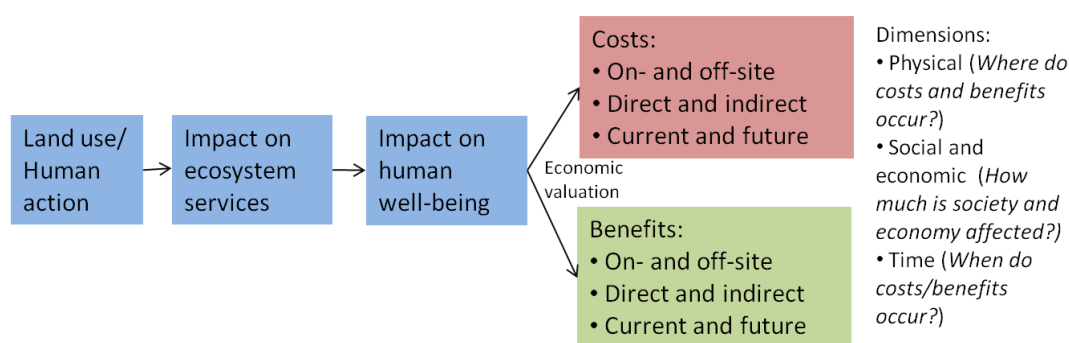 Land use/
Human
action
Impact on
ecosystem
services
Impact on
human
well-being
Economic
valuation
Costs:
• On- and off-site
• Direct and indirect
• Current and future
Benefits:
• On- and off-site
• Direct and indirect
• Current and future
Dimensions:
• Physical (Where do
costs and benefits
occur?)
• Social and
economic (How
much is society and
economy affected?)
• Time (When do
costs/benefits
occur?)